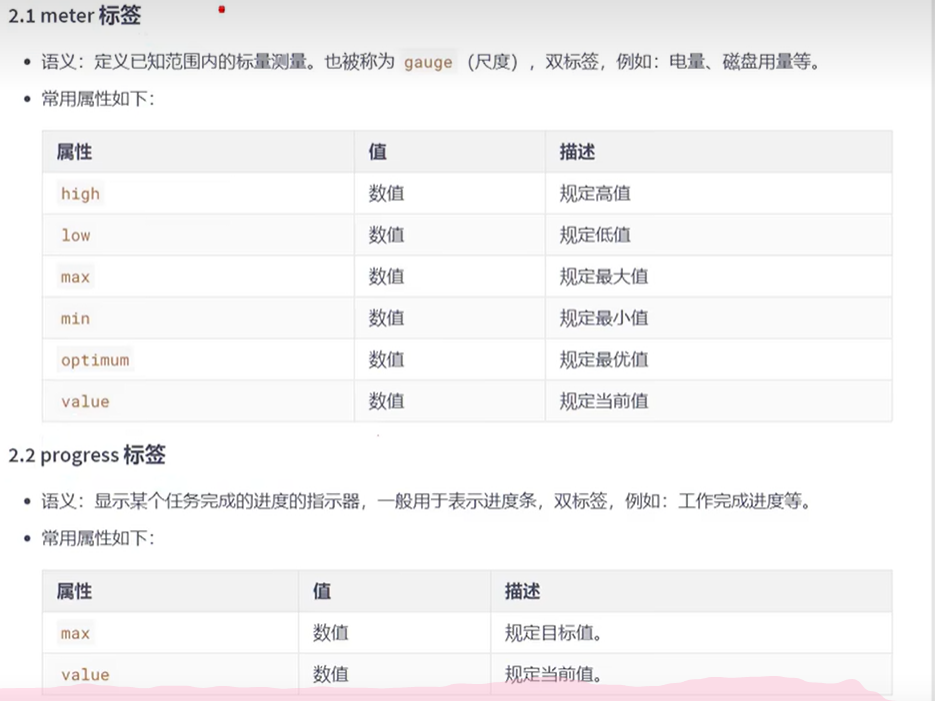 2.1 meter 标签
语义：定义已知范围内的标量测量。也被称为 gauge （尺度），双标签，例如：电量、磁盘用量等。
常用属性如下：
属性 值 描述
high 数值 规定高值
low 数值 规定低值
max 数值 规定最大值
min 数值 规定最小值
optimum 数值 规定最优值
value 数值 规定当前值
2.2 progress 标签
语义：显示某个任务完成的进度的指示器，一般用于表示进度条，双标签，例如：工作完成进度等。
常用属性如下：
属性 值 描述
max 数值 规定目标值。
value 数值 规定当前值。